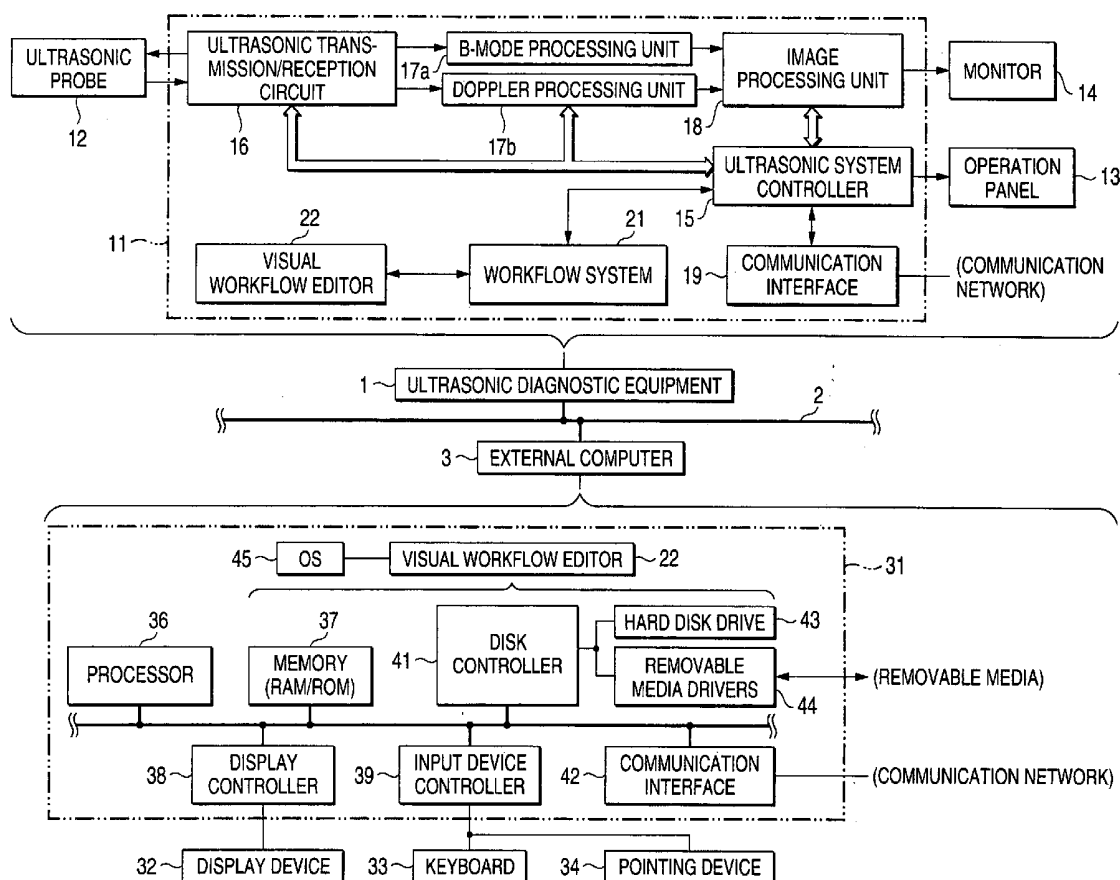 ULTRASONIC
PROBE
12
ULTRASONIC TRANS-
MISSION/RECEPTION
CIRCUIT
16
B-MODE PROCESSING UNIT
17a
DOPPLER PROCESSING UNIT
17b
IMAGE
PROCESSING UNIT
18
MONITOR
14
ULTRASONIC SYSTEM
CONTROLLER
15
OPERATION
PANEL
13
11
22
VISUAL
WORKFLOW EDITOR
21
WORKFLOW SYSTEM
19
COMMUNICATION
INTERFACE
(COMMUNICATION
NETWORK)
1
ULTRASONIC DIAGNOSTIC EQUIPMENT
2
3
EXTERNAL COMPUTER
45
OS
VISUAL WORKFLOW EDITOR
22
31
36
PROCESSOR
37
MEMORY
(RAM/ROM)
41
DISK
CONTROLLER
HARD DISK DRIVE
43
REMOVABLE
MEDIA DRIVERS
44
(REMOVABLE MEDIA)
38
DISPLAY
CONTROLLER
39
INPUT DEVICE
CONTROLLER
42
COMMUNICATION
INTERFACE
(COMMUNICATION NETWORK)
32
DISPLAY DEVICE
33
KEYBOARD
34
POINTING DEVICE